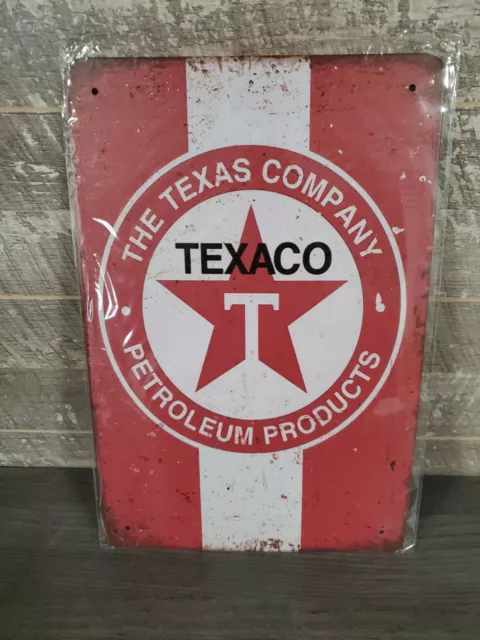 THE TEXAS COMPANY
TEXACO
T
PETROLEUM PRODUCTS